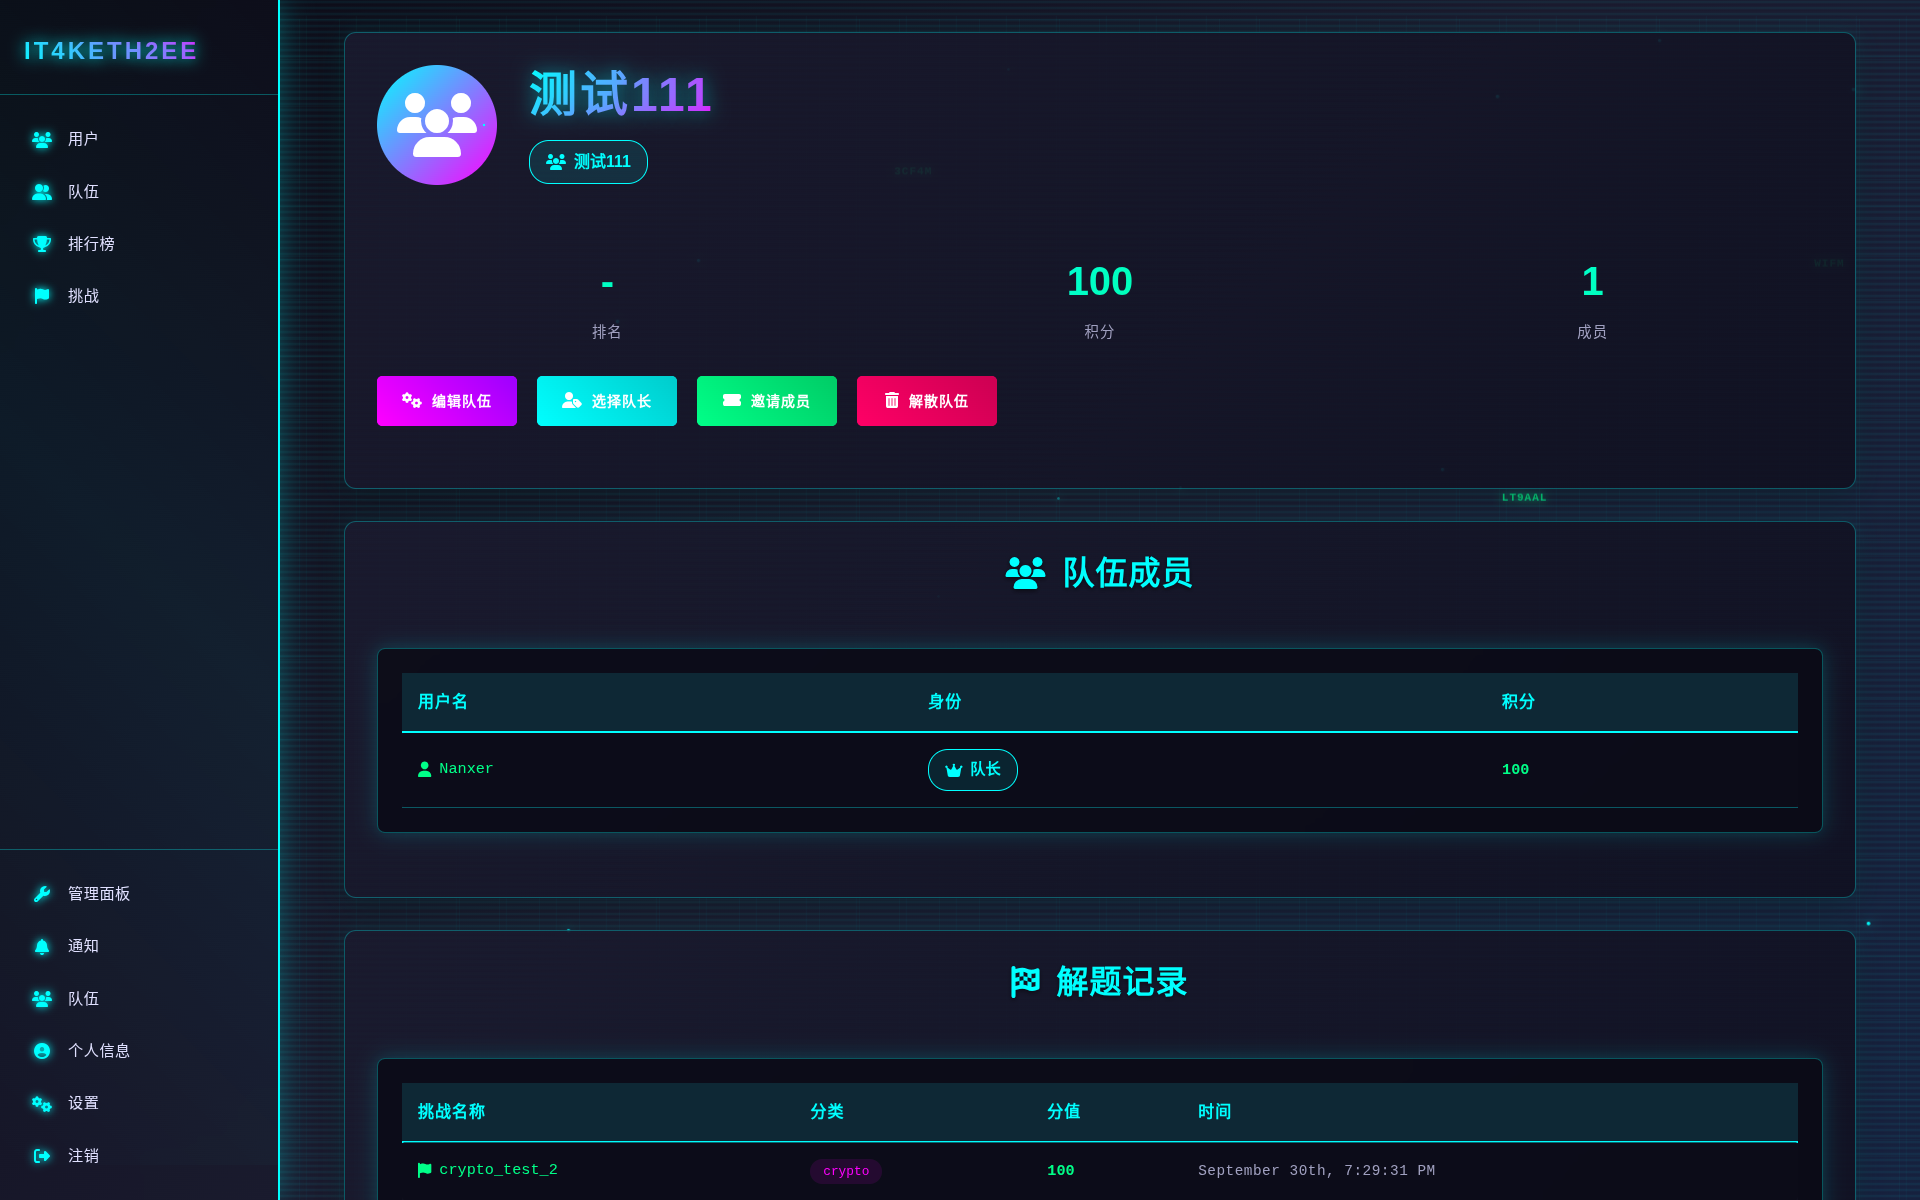 IT4KETH2EE
用户
队伍
排行榜
挑战
管理面板
通知
队伍
个人信息
设置
注销
测试111
测试111
-
排名
100
积分
1
成员
编辑队伍
选择队长
邀请成员
解散队伍
LT9AAL
队伍成员
用户名 身份 积分
Nanxer 队长 100
解题记录
挑战名称 分类 分值 时间
crypto_test_2 crypto 100 September 30th, 7:29:31 PM